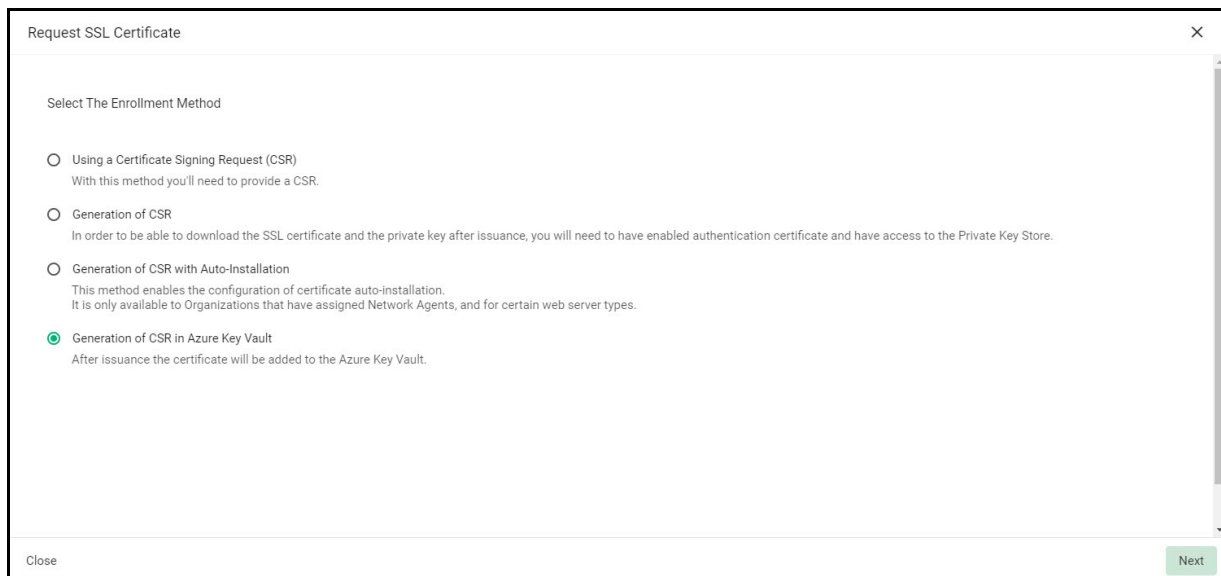 Request SSL Certificate
Select The Enrollment Method
Using a Certificate Signing Request (CSR)
With this method you'll need to provide a CSR.
Generation of CSR
In order to be able to download the SSL certificate and the private key after issuance, you will need to have enabled authentication certificate and have access to the Private Key Store.
Generation of CSR with Auto-Installation
This method enables the configuration of certificate auto-installation.
It is only available to Organizations that have assigned Network Agents, and for certain web server types.
Generation of CSR in Azure Key Vault
After issuance the certificate will be added to the Azure Key Vault.
Close
Next